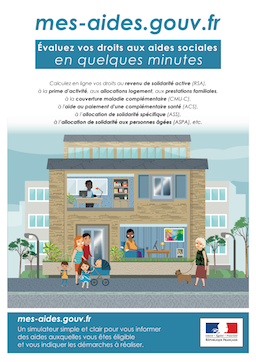 mes-aides.gouv.fr
Évaluez vos droits aux aides sociales
en quelques minutes
Calculez en ligne vos droits au revenu de solidarité active (RSA),
à la prime d'activité, aux allocations logement, aux prestations familiales,
à la couverture maladie complémentaire (CMU-C),
à l'aide au paiement d'une complémentaire santé (ACS),
à l'allocation de solidarité spécifique (ASS),
à l'allocation de solidarité aux personnes âgées (ASPA), etc.
mes-aides.gouv.fr
Un simulateur simple et clair pour vous informer
des aides auxquelles vous êtes éligible
et vous indiquer les démarches à réaliser.
RÉPUBLIQUE FRANÇAISE